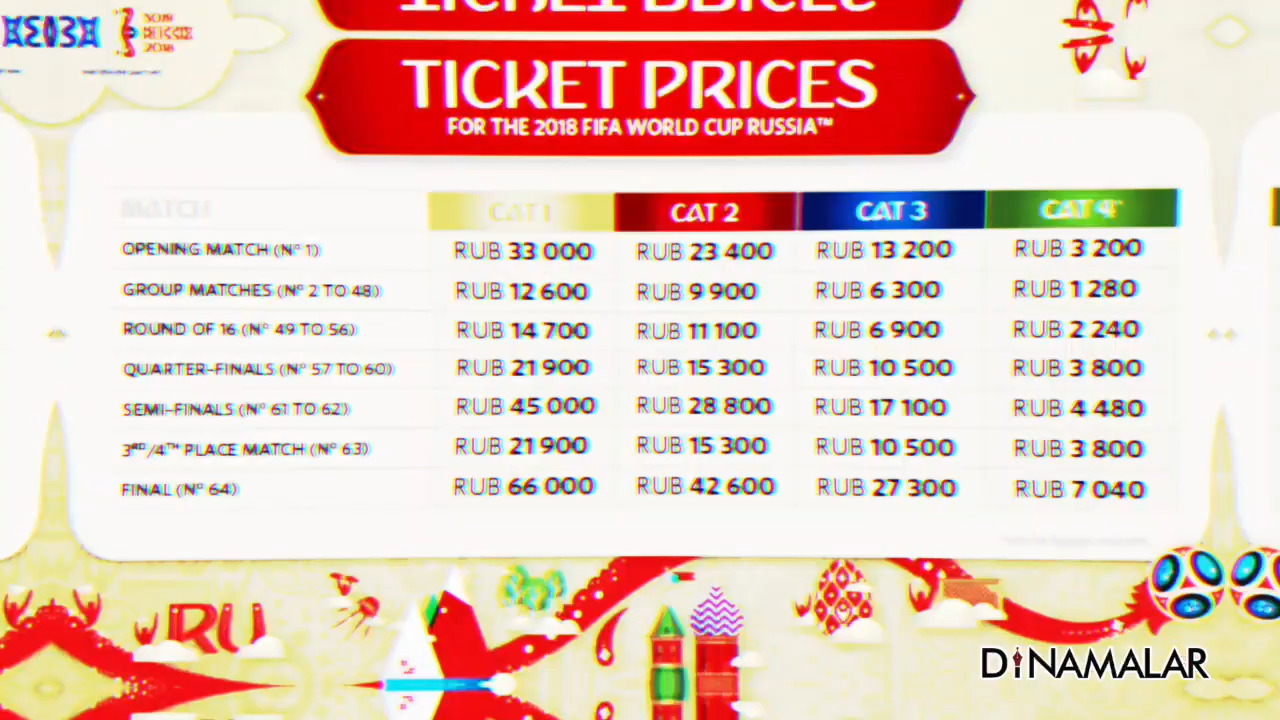 TICKET PRICES
FOR THE 2018 FIFA WORLD CUP RUSSIA™
MATCH CAT 1 CAT 2 CAT 3 CAT 4*
OPENING MATCH (Nº 1) RUB 33 000 RUB 23 400 RUB 13 200 RUB 3 200
GROUP MATCHES (Nº 2 TO 48) RUB 12 600 RUB 9 900 RUB 6 300 RUB 1 280
ROUND OF 16 (Nº 49 TO 56) RUB 14 700 RUB 11 100 RUB 6 900 RUB 2 240
QUARTER-FINALS (Nº 57 TO 60) RUB 21 900 RUB 15 300 RUB 10 500 RUB 3 800
SEMI-FINALS (Nº 61 TO 62) RUB 45 000 RUB 28 800 RUB 17 100 RUB 4 480
3RD/4TH PLACE MATCH (Nº 63) RUB 21 900 RUB 15 300 RUB 10 500 RUB 3 800
FINAL (Nº 64) RUB 66 000 RUB 42 600 RUB 27 300 RUB 7 040
RU
DINAMALAR